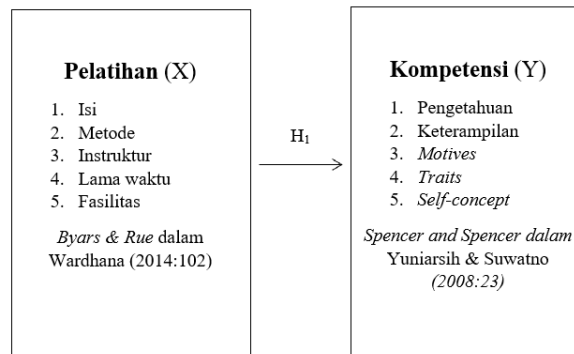 Pelatihan (X)
1. Isi
2. Metode
3. Instruktur
4. Lama waktu
5. Fasilitas
Byars & Rue dalam
Wardhana (2014:102)
H₁
Kompetensi (Y)
1. Pengetahuan
2. Keterampilan
3. Motives
4. Traits
5. Self-concept
Spencer and Spencer dalam
Yuniarsih & Suwatno
(2008:23)